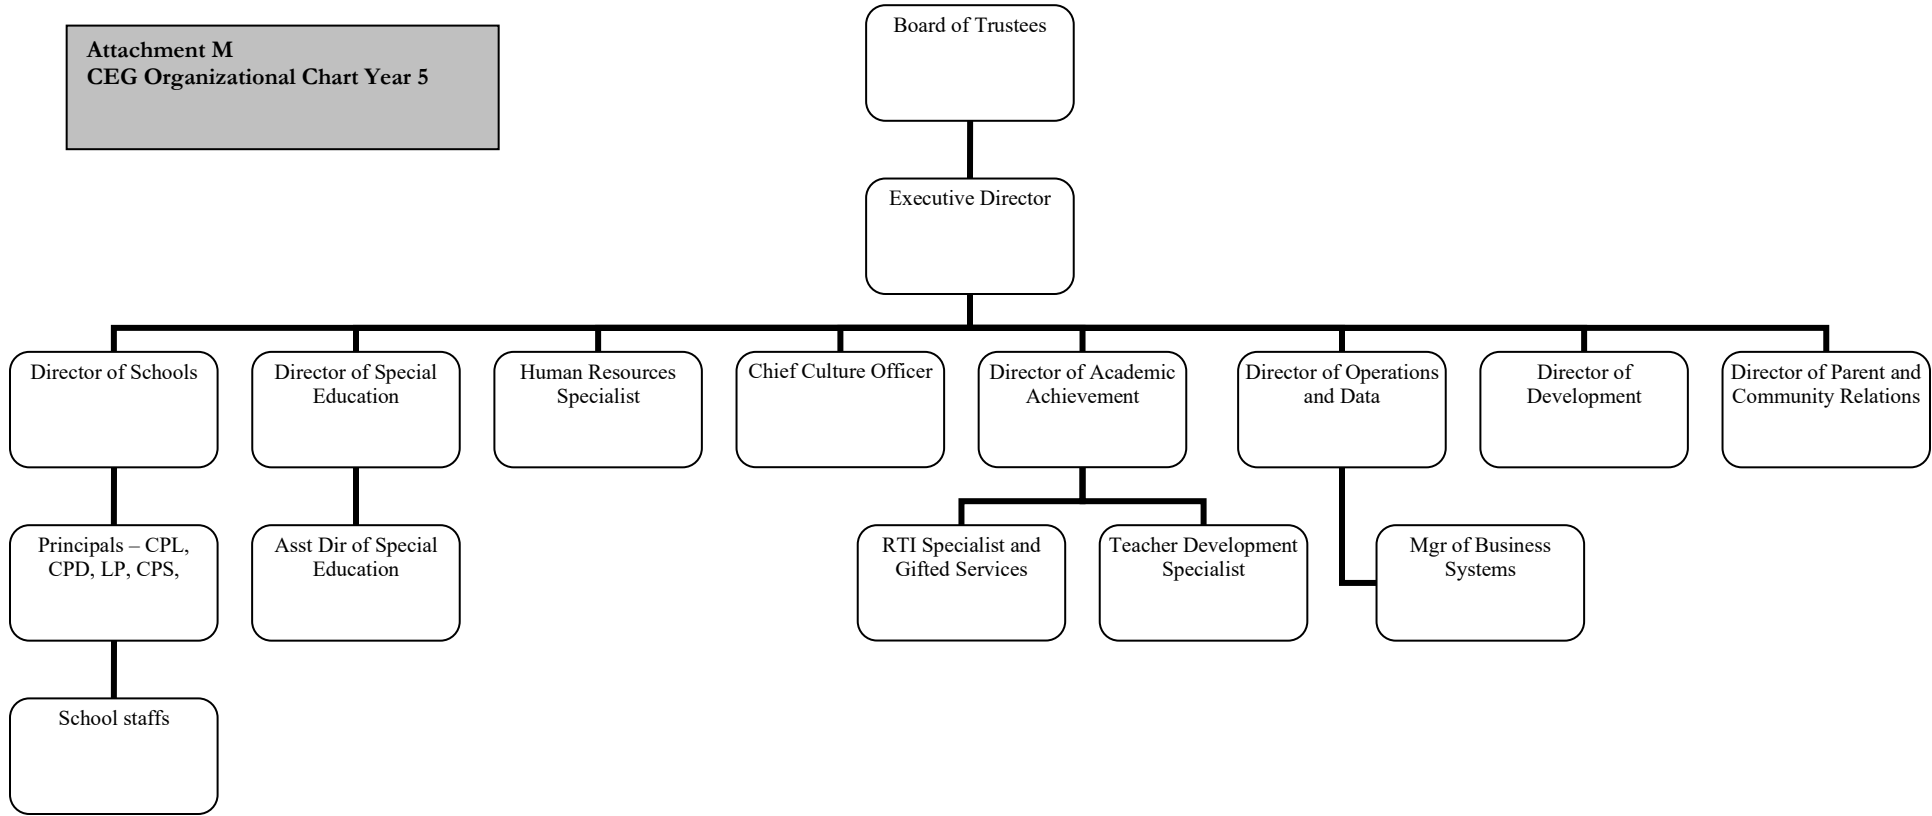 Attachment M
CEG Organizational Chart Year 5
Board of Trustees
Executive Director
Director of Schools
Director of Special
Education
Human Resources
Specialist
Chief Culture Officer
Director of Academic
Achievement
Director of Operations
and Data
Director of
Development
Director of Parent and
Community Relations
Principals – CPL,
CPD, LP, CPS,
Asst Dir of Special
Education
RTI Specialist and
Gifted Services
Teacher Development
Specialist
Mgr of Business
Systems
School staffs